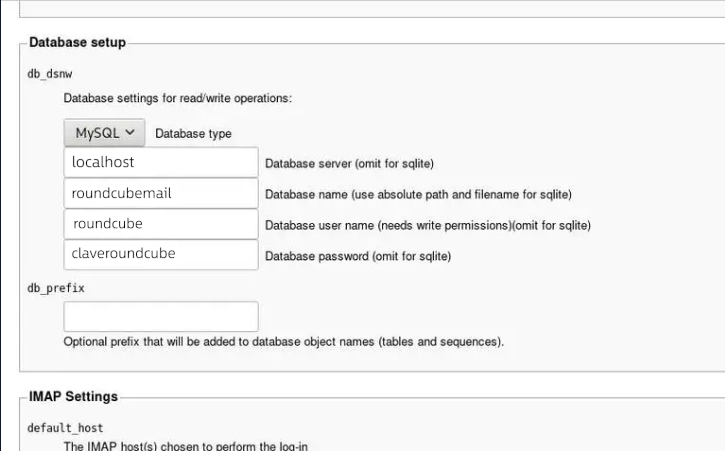 Database setup
db_dsnw
Database settings for read/write operations:
MySQL Database type
localhost Database server (omit for sqlite)
roundcubemail Database name (use absolute path and filename for sqlite)
roundcube Database user name (needs write permissions)(omit for sqlite)
claveroundcube Database password (omit for sqlite)
db_prefix
Optional prefix that will be added to database object names (tables and sequences).
IMAP Settings
default_host
The IMAP host(s) chosen to perform the log-in